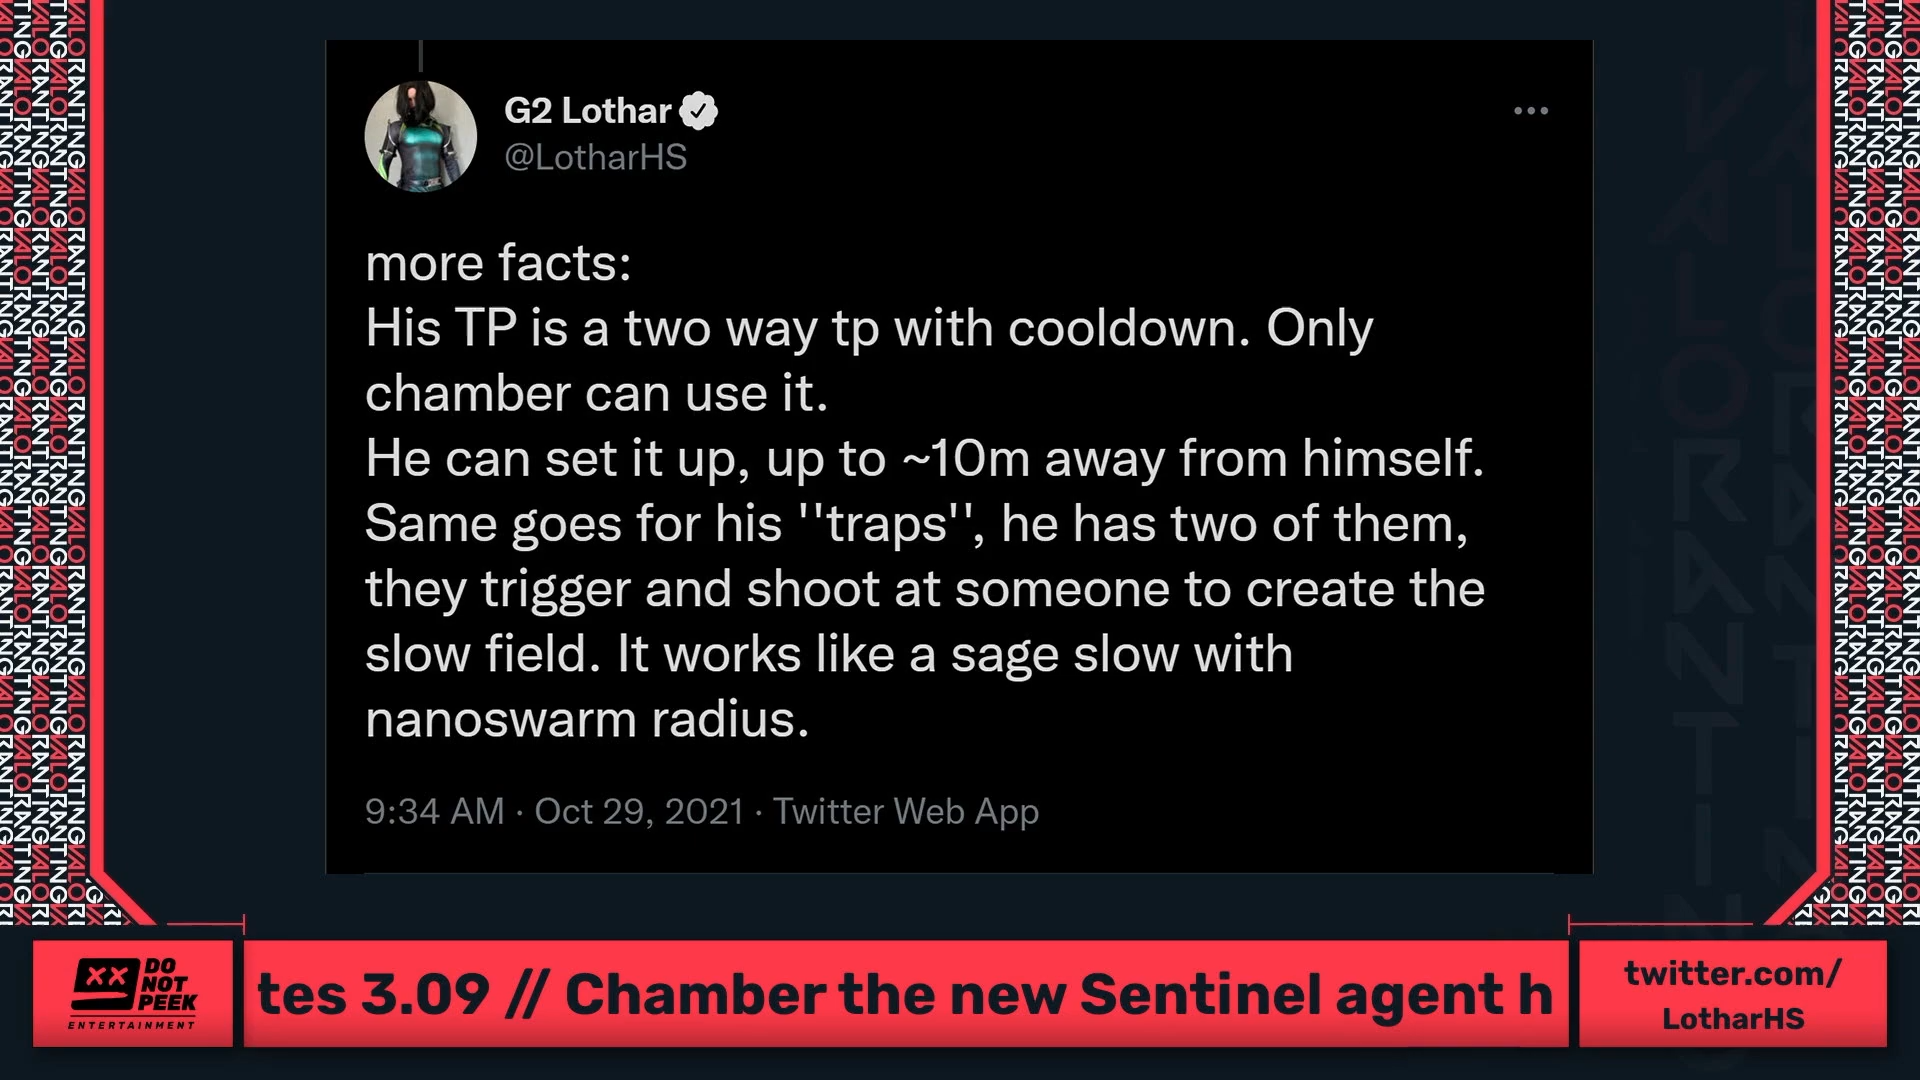 G2 Lothar
@LotharHS
more facts:
His TP is a two way tp with cooldown. Only
chamber can use it.
He can set it up, up to ~10m away from himself.
Same goes for his ''traps'', he has two of them,
they trigger and shoot at someone to create the
slow field. It works like a sage slow with
nanoswarm radius.
9:34 AM · Oct 29, 2021 · Twitter Web App
DO
NOT
PEEK
ENTERTAINMENT
tes 3.09 // Chamber the new Sentinel agent h
twitter.com/
LotharHS
VALORANTING